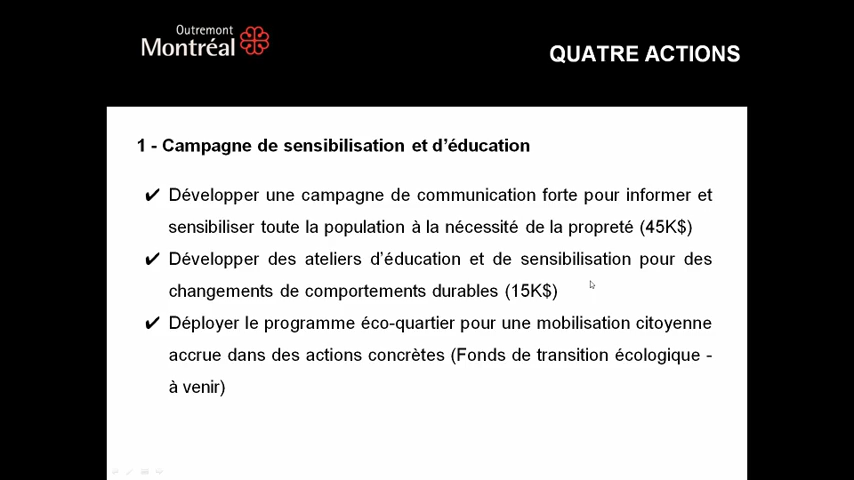 Outremont
Montréal
QUATRE ACTIONS
1 - Campagne de sensibilisation et d'éducation
✔ Développer une campagne de communication forte pour informer et
sensibiliser toute la population à la nécessité de la propreté (45K$)
✔ Développer des ateliers d'éducation et de sensibilisation pour des
changements de comportements durables (15K$)
✔ Déployer le programme éco-quartier pour une mobilisation citoyenne
accrue dans des actions concrètes (Fonds de transition écologique -
à venir)